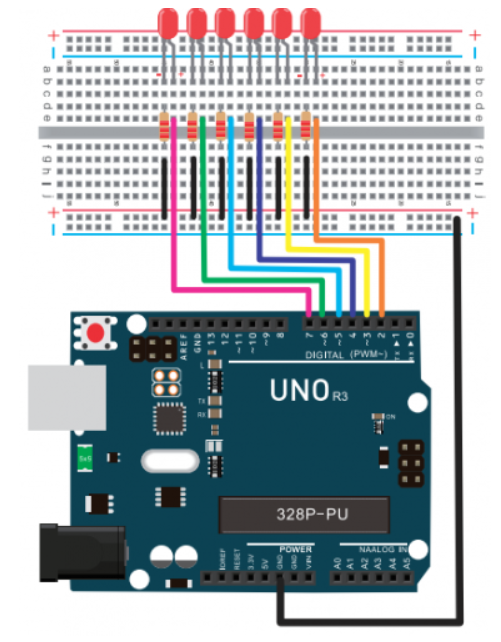 + +
a a
b b
c c
d d
e e
f f
g g
h h
i i
j j
+ +
AREF
GND
13
12
~11
~10
~9
8
7
~6
~5
4
~3
2
TX ▶ 1
RX ▶ 0
DIGITAL (PWM~)
L
TX
RX
UNO R3
ON
5x5
328P-PU
POWER
NAALOG IN
IOREF
RESET
3.3V
5V
GND
GND
VIN
A0
A1
A2
A3
A4
A5